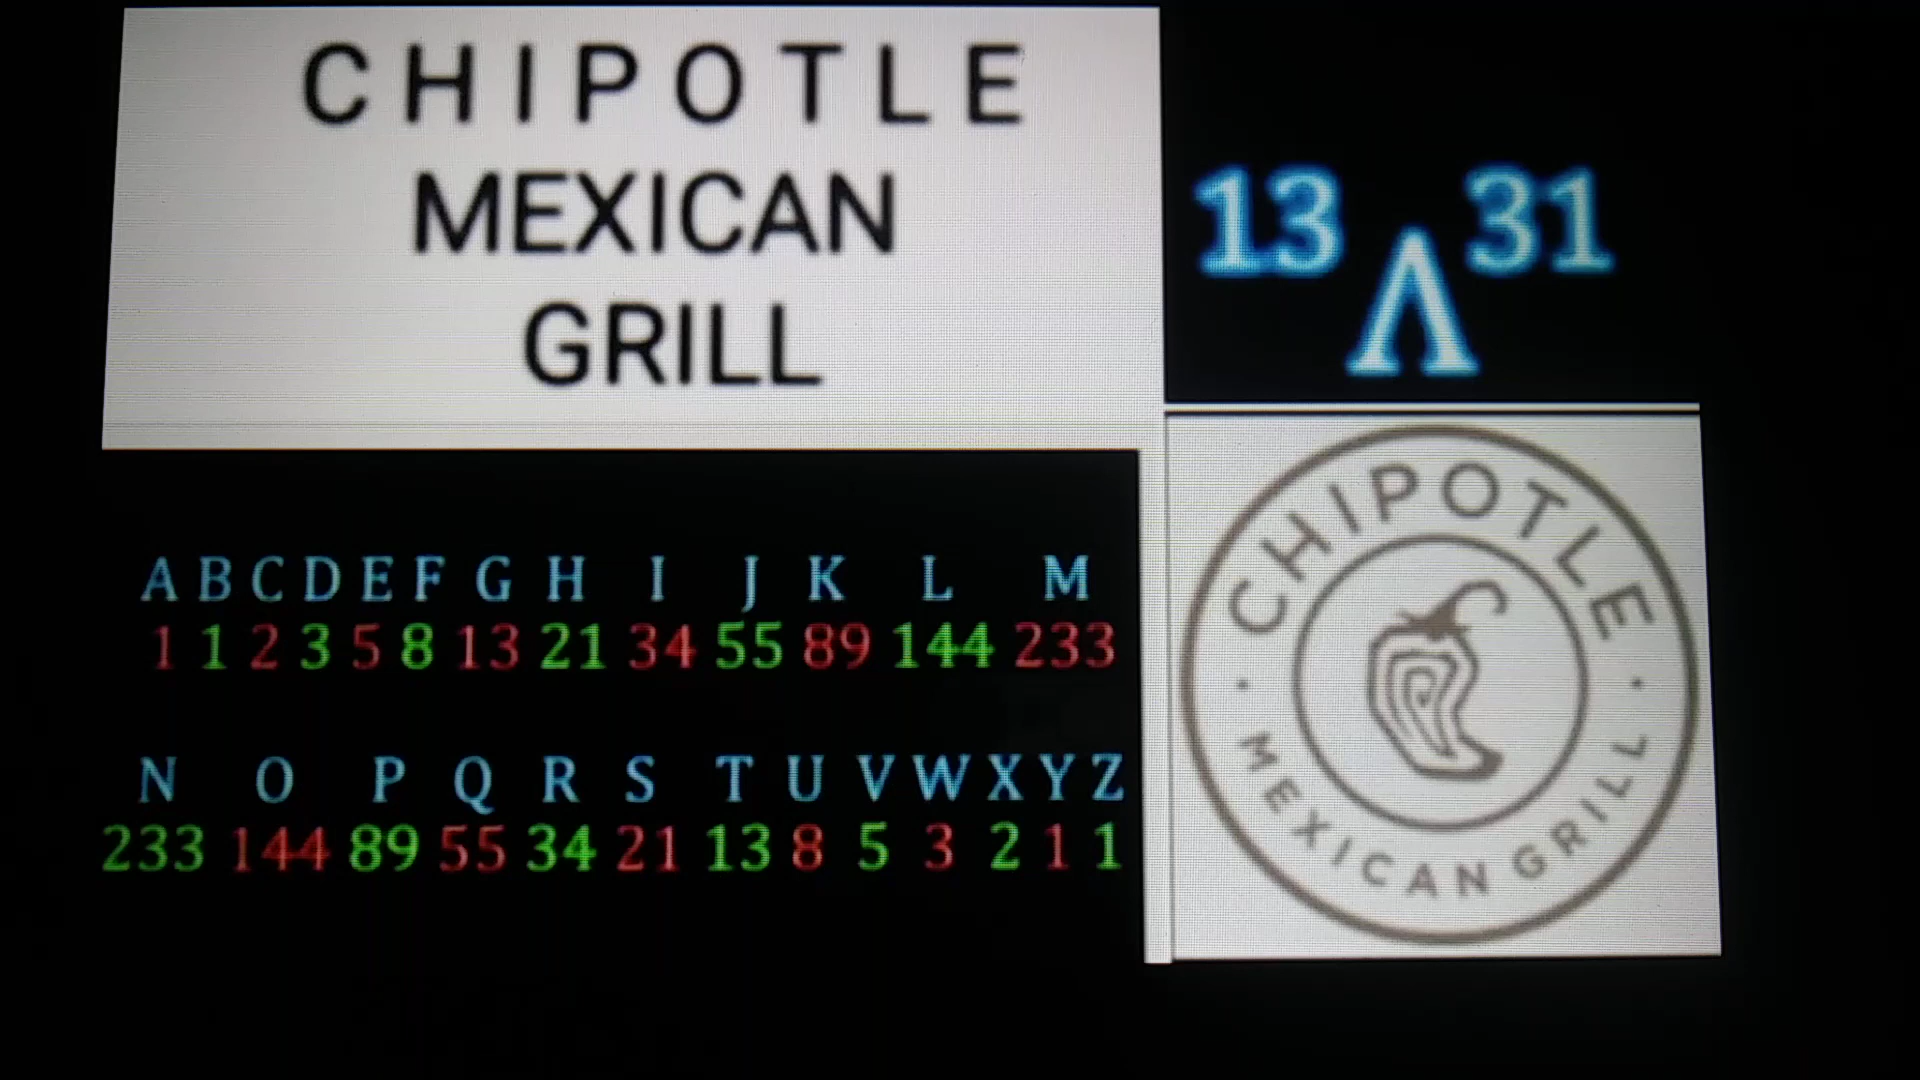 C H I P O T L E
MEXICAN
GRILL
13 Λ 31
A B C D E F G H I J K L M
1 1 2 3 5 8 13 21 34 55 89 144 233
N O P Q R S T U V W X Y Z
233 144 89 55 34 21 13 8 5 3 2 1 1
CHIPOTLE
· MEXICAN GRILL ·